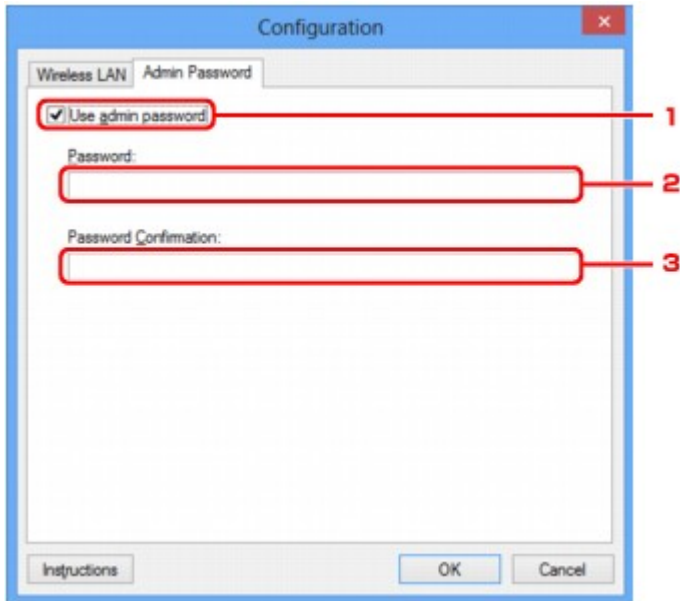 Configuration
Wireless LAN Admin Password
Use admin password 1
Password:
2
Password Confirmation:
3
Instructions OK Cancel